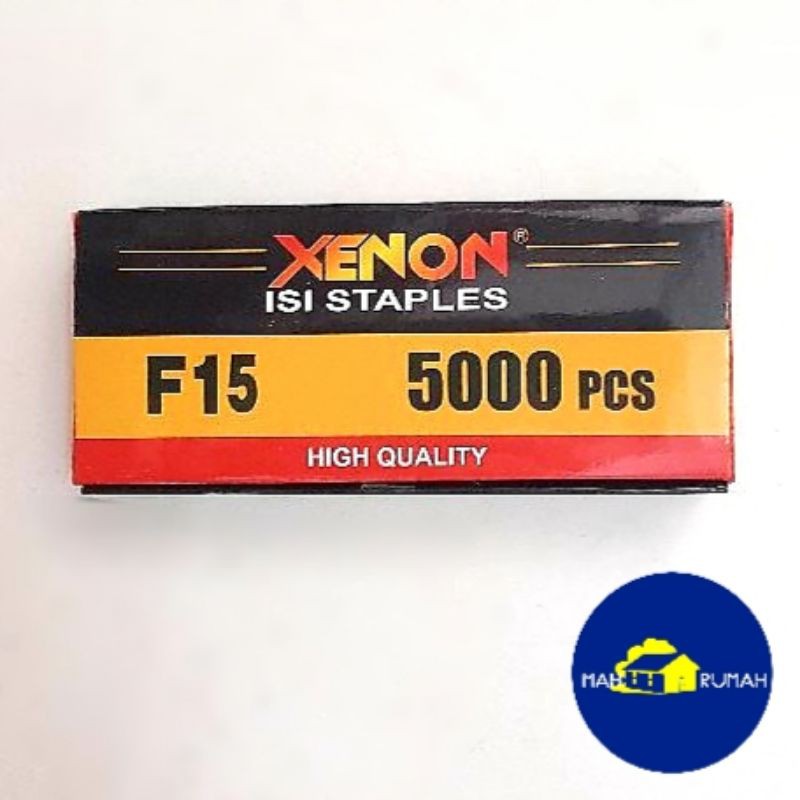 XENON®
ISI STAPLES
F15 5000 PCS
HIGH QUALITY
RUMAH